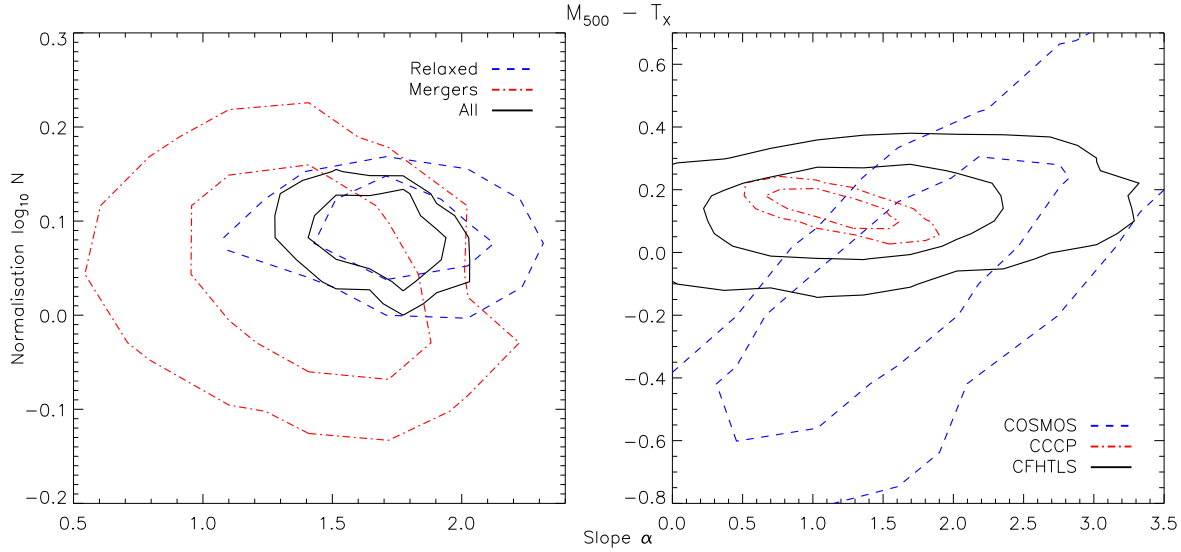 M500 − Tx
Normalisation log10 N
0.3
0.2
0.1
0.0
−0.1
−0.2
0.5
1.0
1.5
2.0
Relaxed
Mergers
All
0.6
0.4
0.2
0.0
−0.2
−0.4
−0.6
−0.8
0.0
0.5
1.0
1.5
2.0
2.5
3.0
3.5
COSMOS
CCCP
CFHTLS
Slope α